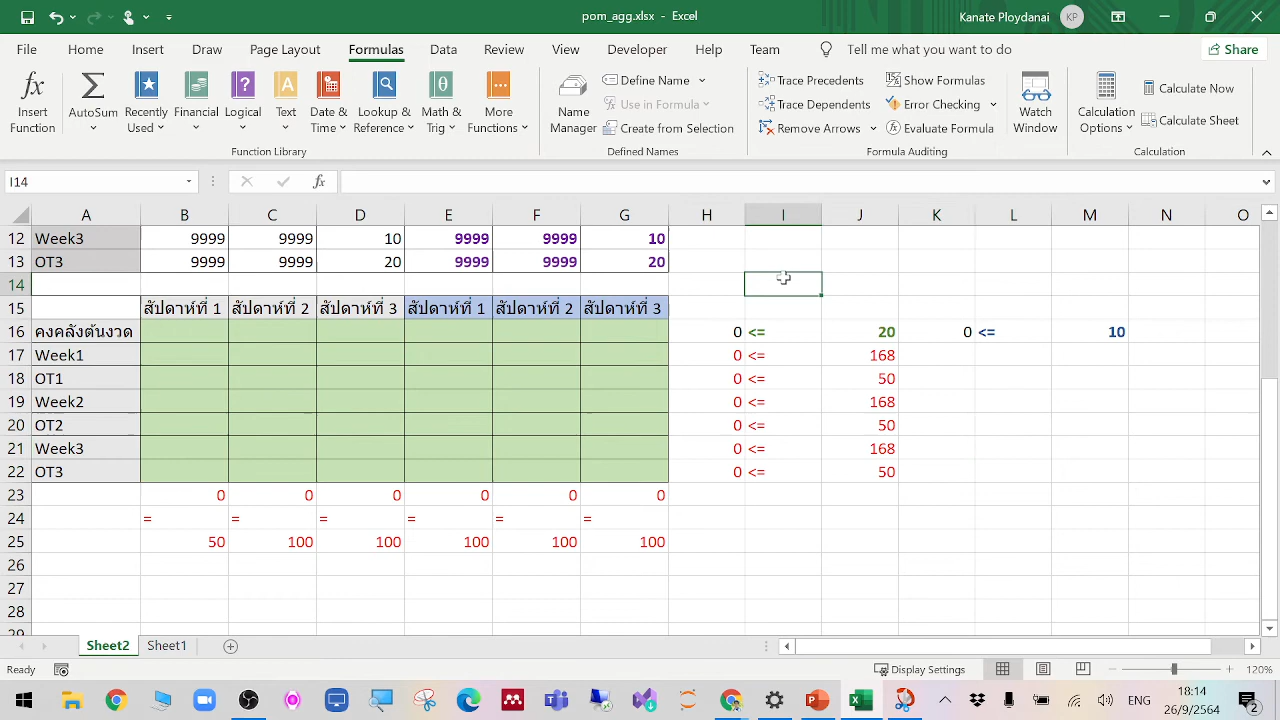 pom_agg.xlsx - Excel
Kanate Ploydanai KP
File Home Insert Draw Page Layout Formulas Data Review View Developer Help Team Tell me what you want to do Share
Insert Function
AutoSum
Recently Used
Financial
Logical
Text
Date & Time
Lookup & Reference
Math & Trig
More Functions
Function Library
Name Manager
Define Name
Use in Formula
Create from Selection
Defined Names
Trace Precedents
Trace Dependents
Remove Arrows
Show Formulas
Error Checking
Evaluate Formula
Formula Auditing
Watch Window
Calculation Options
Calculate Now
Calculate Sheet
Calculation
I14 fx
A B C D E F G H I J K L M N O
12 Week3 9999 9999 10 9999 9999 10
13 OT3 9999 9999 20 9999 9999 20
14
15 สัปดาห์ที่ 1 สัปดาห์ที่ 2 สัปดาห์ที่ 3 สัปดาห์ที่ 1 สัปดาห์ที่ 2 สัปดาห์ที่ 3
16 คงคลังต้นงวด 0 <= 20 0 <= 10
17 Week1 0 <= 168
18 OT1 0 <= 50
19 Week2 0 <= 168
20 OT2 0 <= 50
21 Week3 0 <= 168
22 OT3 0 <= 50
23 0 0 0 0 0 0
24 = = = = = =
25 50 100 100 100 100 100
26
27
28
29
Sheet2 Sheet1
Ready Display Settings 120%
ENG 18:14
26/9/2564 2